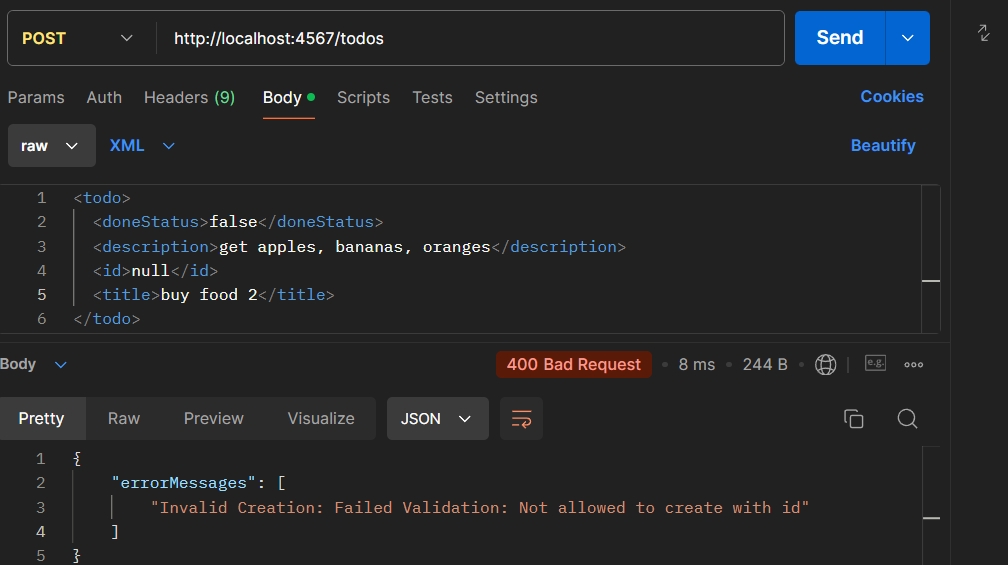 POST http://localhost:4567/todos Send
Params Auth Headers (9) Body Scripts Tests Settings Cookies
raw XML Beautify
1 <todo>
2 <doneStatus>false</doneStatus>
3 <description>get apples, bananas, oranges</description>
4 <id>null</id>
5 <title>buy food 2</title>
6 </todo>
Body 400 Bad Request 8 ms 244 B e.g.
Pretty Raw Preview Visualize JSON
1 {
2 "errorMessages": [
3 "Invalid Creation: Failed Validation: Not allowed to create with id"
4 ]
5 }